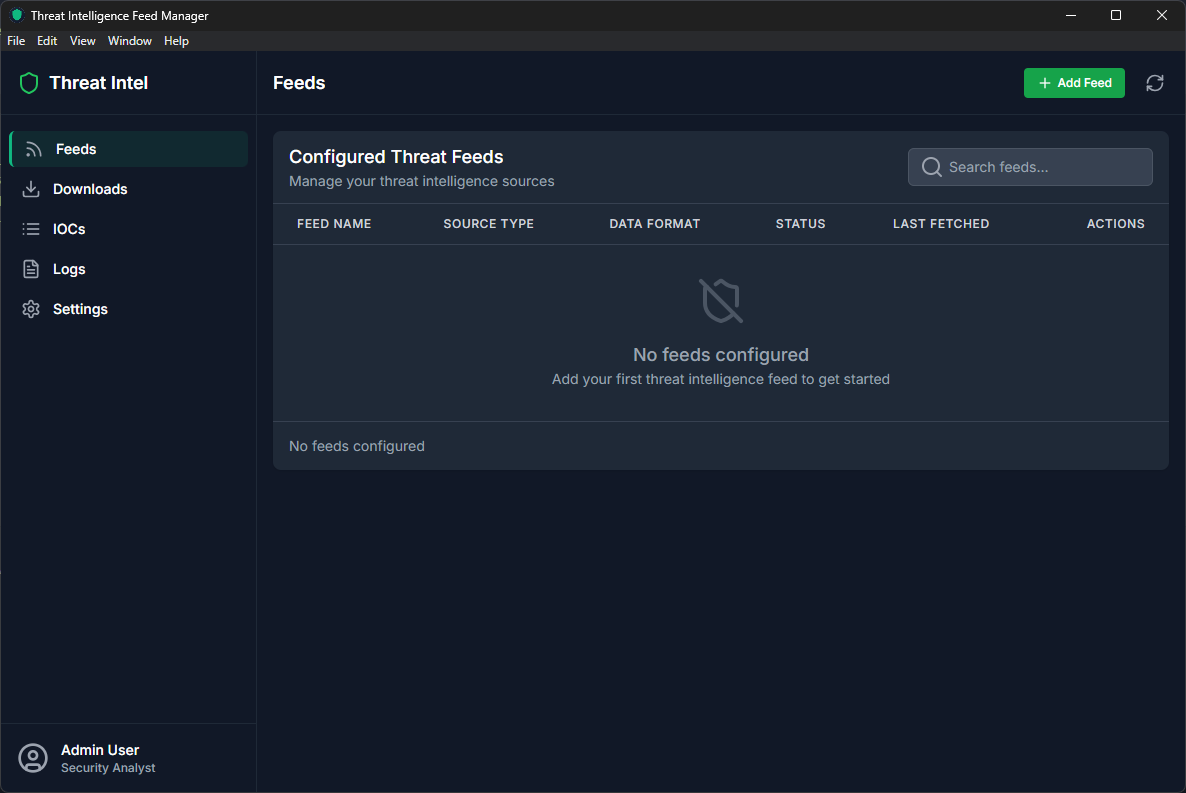 Threat Intelligence Feed Manager
File Edit View Window Help
Threat Intel
Feeds
Downloads
IOCs
Logs
Settings
Admin User
Security Analyst
Feeds
Add Feed
Configured Threat Feeds
Manage your threat intelligence sources
Search feeds...
FEED NAME SOURCE TYPE DATA FORMAT STATUS LAST FETCHED ACTIONS
No feeds configured
Add your first threat intelligence feed to get started
No feeds configured